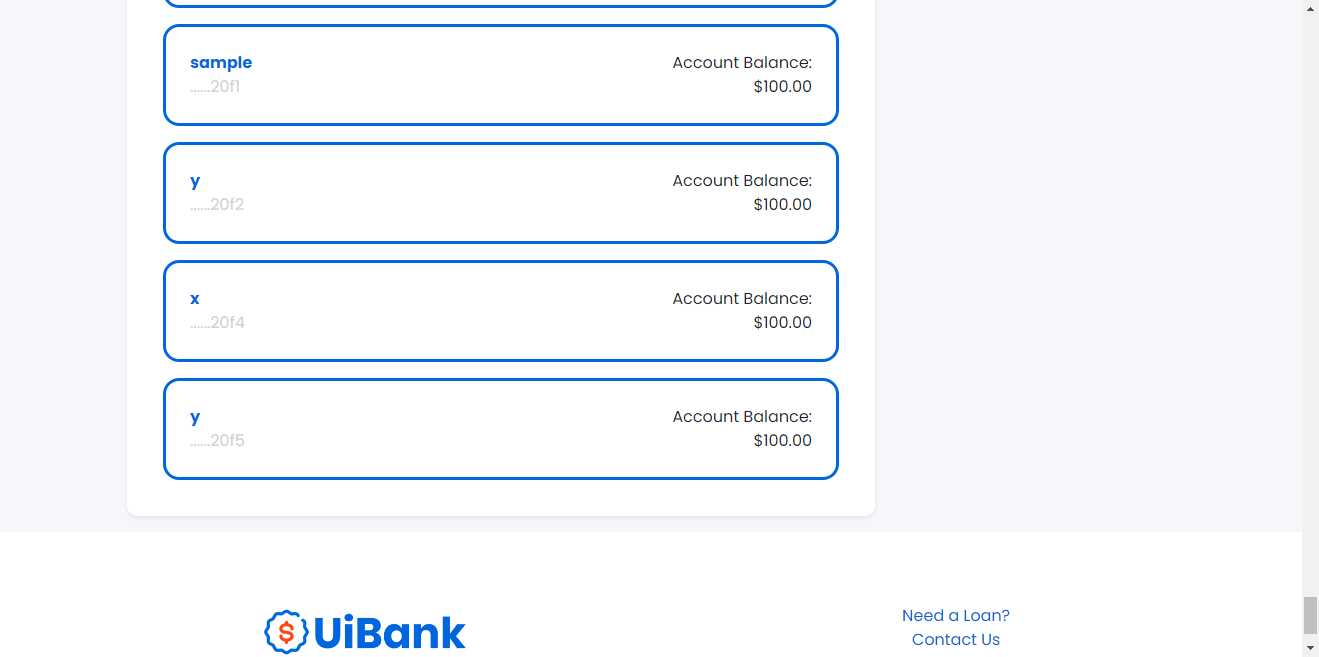 sample
Account Balance:
......20f1
$100.00
y
Account Balance:
......20f2
$100.00
x
Account Balance:
......20f4
$100.00
y
Account Balance:
......20f5
$100.00
UiBank
Need a Loan?
Contact Us